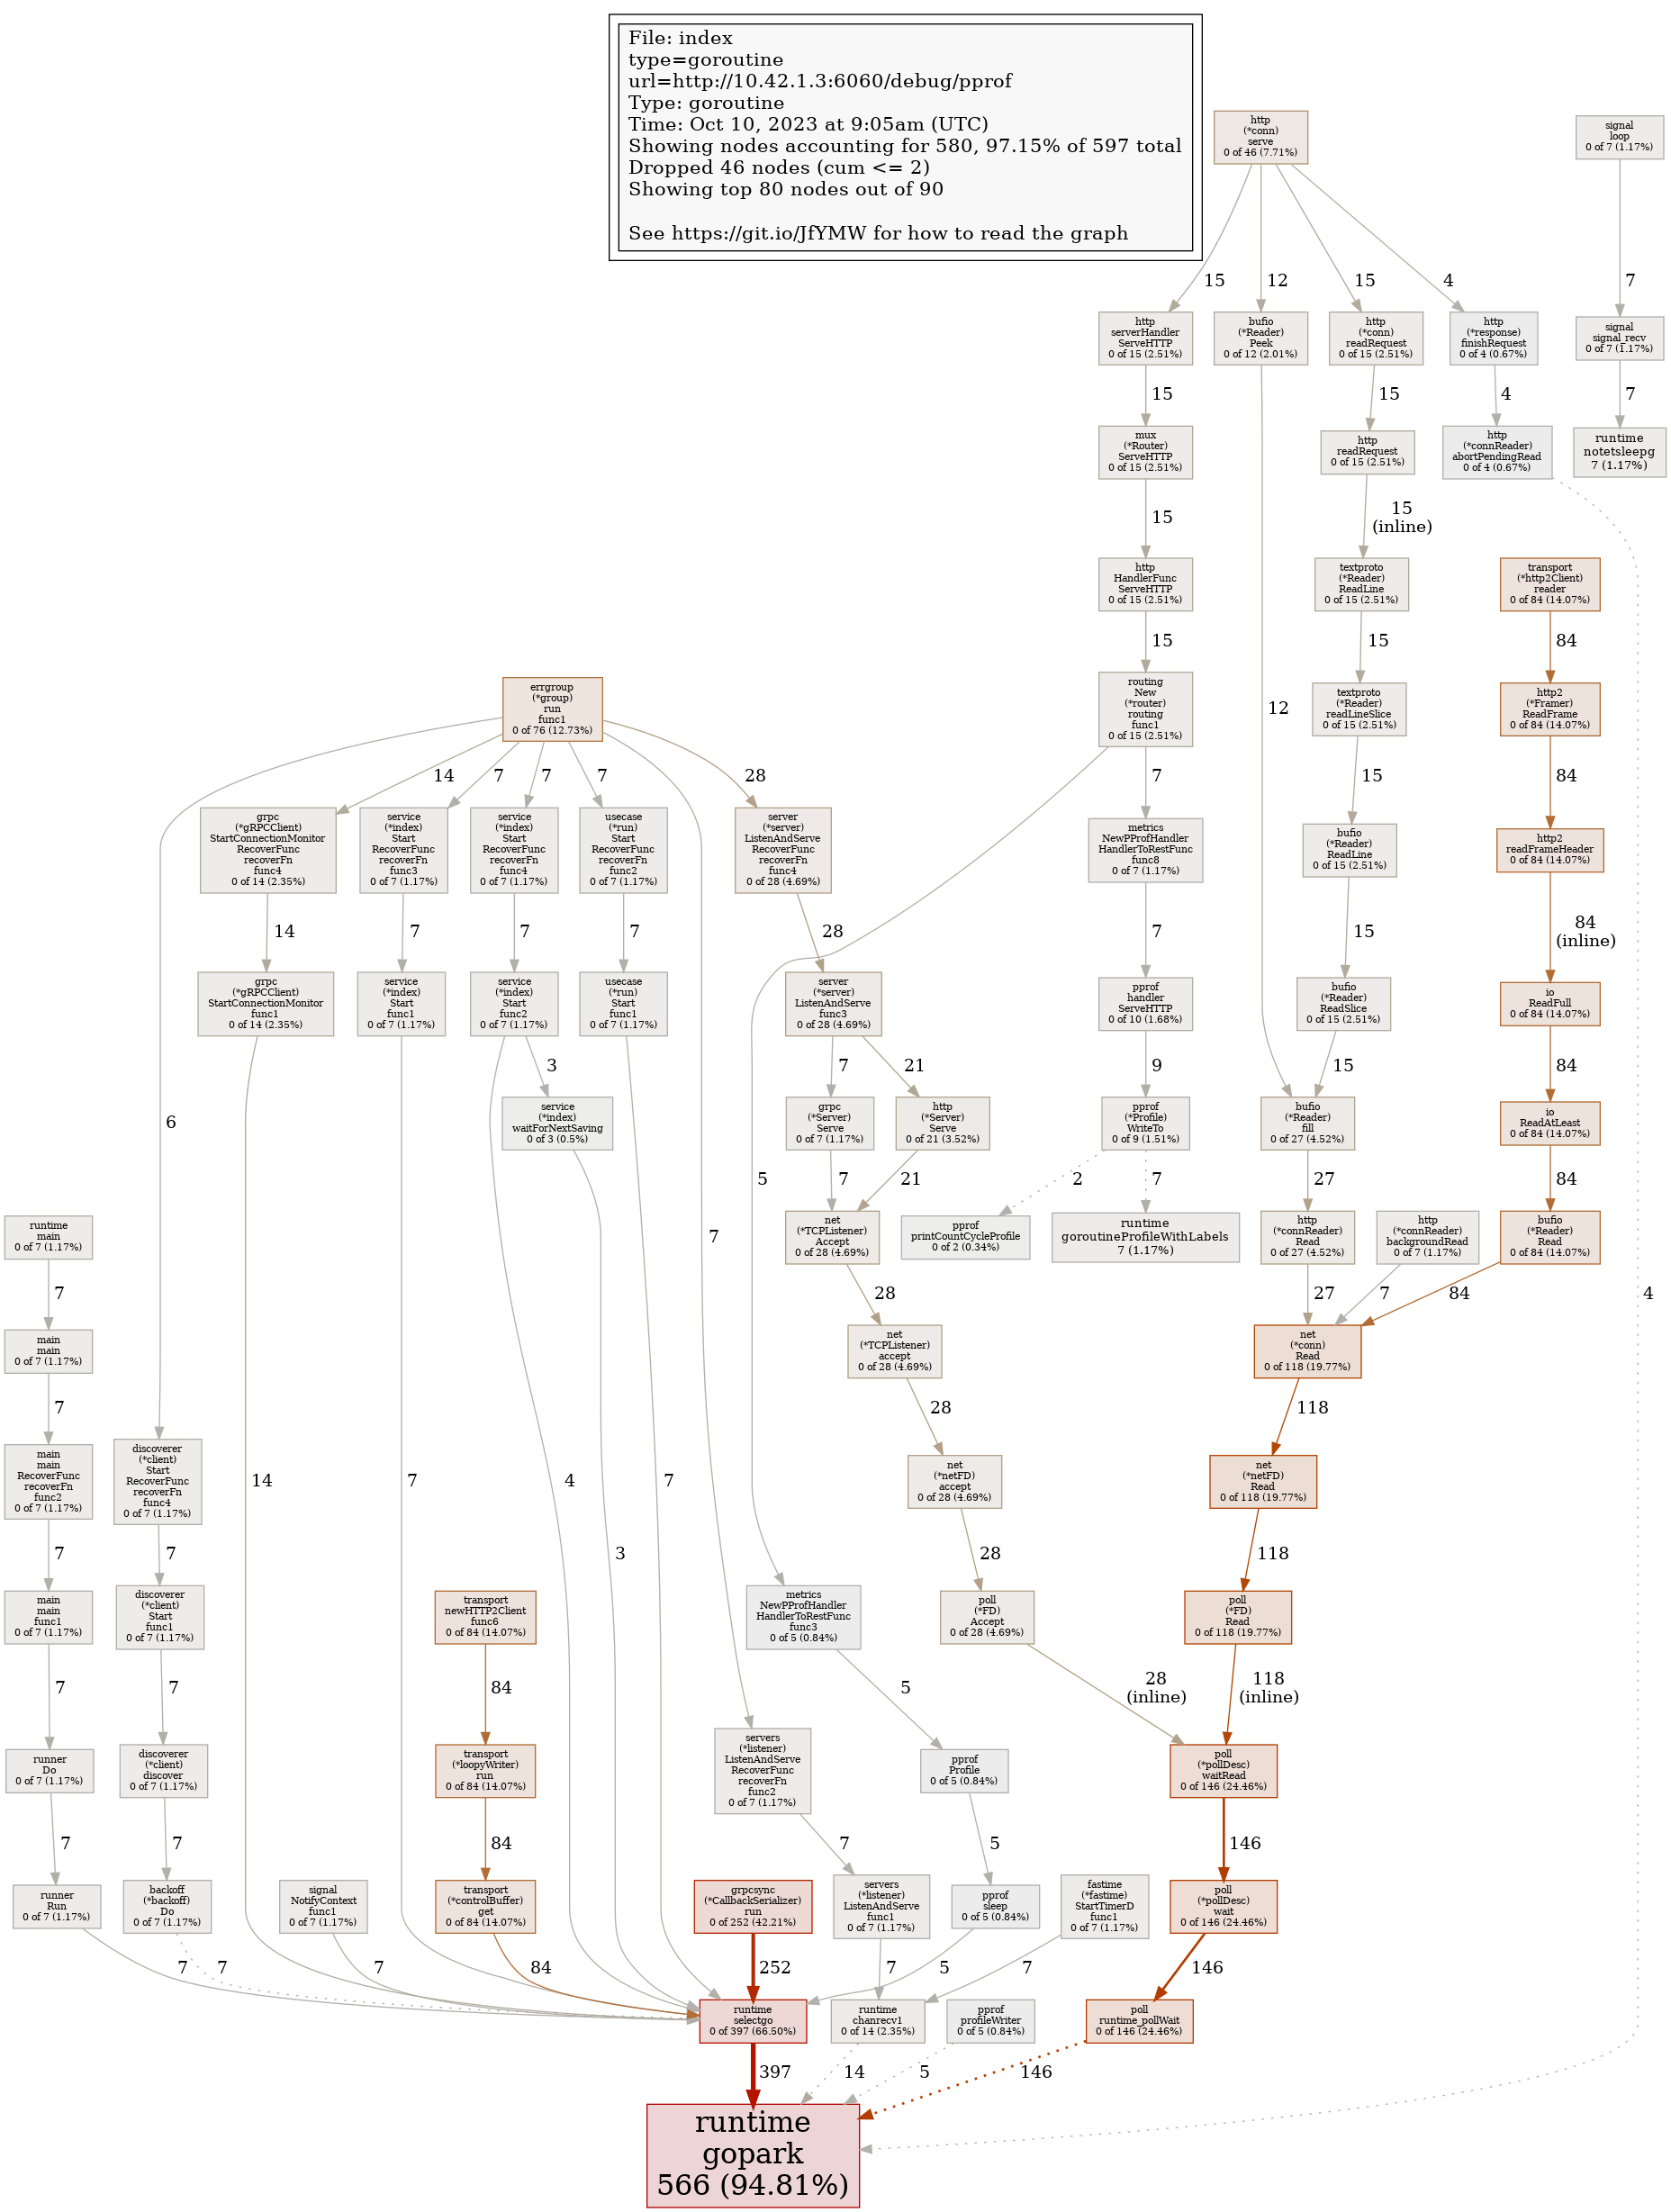 File: index
type=goroutine
url=http://10.42.1.3:6060/debug/pprof
Type: goroutine
Time: Oct 10, 2023 at 9:05am (UTC)
Showing nodes accounting for 580, 97.15% of 597 total
Dropped 46 nodes (cum <= 2)
Showing top 80 nodes out of 90
See https://git.io/JfYMW for how to read the graph
http
(*conn)
serve
0 of 46 (7.71%)
signal
loop
0 of 7 (1.17%)
15
12
15
4
7
http
serverHandler
ServeHTTP
0 of 15 (2.51%)
bufio
(*Reader)
Peek
0 of 12 (2.01%)
http
(*conn)
readRequest
0 of 15 (2.51%)
http
(*response)
finishRequest
0 of 4 (0.67%)
signal
signal_recv
0 of 7 (1.17%)
15
15
4
7
mux
(*Router)
ServeHTTP
0 of 15 (2.51%)
http
readRequest
0 of 15 (2.51%)
http
(*connReader)
abortPendingRead
0 of 4 (0.67%)
runtime
notetsleepg
7 (1.17%)
15
15
(inline)
http
HandlerFunc
ServeHTTP
0 of 15 (2.51%)
textproto
(*Reader)
ReadLine
0 of 15 (2.51%)
transport
(*http2Client)
reader
0 of 84 (14.07%)
15
15
84
errgroup
(*group)
run
func1
0 of 76 (12.73%)
routing
New
(*router)
routing
func1
0 of 15 (2.51%)
textproto
(*Reader)
readLineSlice
0 of 15 (2.51%)
http2
(*Framer)
ReadFrame
0 of 84 (14.07%)
12
14
7
7
7
28
7
15
84
grpc
(*gRPCClient)
StartConnectionMonitor
RecoverFunc
recoverFn
func4
0 of 14 (2.35%)
service
(*index)
Start
RecoverFunc
recoverFn
func3
0 of 7 (1.17%)
service
(*index)
Start
RecoverFunc
recoverFn
func4
0 of 7 (1.17%)
usecase
(*run)
Start
RecoverFunc
recoverFn
func2
0 of 7 (1.17%)
server
(*server)
ListenAndServe
RecoverFunc
recoverFn
func4
0 of 28 (4.69%)
metrics
NewPProfHandler
HandlerToRestFunc
func8
0 of 7 (1.17%)
bufio
(*Reader)
ReadLine
0 of 15 (2.51%)
http2
readFrameHeader
0 of 84 (14.07%)
14
7
7
7
28
7
15
84
(inline)
grpc
(*gRPCClient)
StartConnectionMonitor
func1
0 of 14 (2.35%)
service
(*index)
Start
func1
0 of 7 (1.17%)
service
(*index)
Start
func2
0 of 7 (1.17%)
usecase
(*run)
Start
func1
0 of 7 (1.17%)
server
(*server)
ListenAndServe
func3
0 of 28 (4.69%)
pprof
handler
ServeHTTP
0 of 10 (1.68%)
bufio
(*Reader)
ReadSlice
0 of 15 (2.51%)
io
ReadFull
0 of 84 (14.07%)
3
7
21
9
15
84
6
7
service
(*index)
waitForNextSaving
0 of 3 (0.5%)
grpc
(*Server)
Serve
0 of 7 (1.17%)
http
(*Server)
Serve
0 of 21 (3.52%)
pprof
(*Profile)
WriteTo
0 of 9 (1.51%)
bufio
(*Reader)
fill
0 of 27 (4.52%)
io
ReadAtLeast
0 of 84 (14.07%)
5
7
21
2
7
27
84
runtime
main
0 of 7 (1.17%)
net
(*TCPListener)
Accept
0 of 28 (4.69%)
pprof
printCountCycleProfile
0 of 2 (0.34%)
runtime
goroutineProfileWithLabels
7 (1.17%)
http
(*connReader)
Read
0 of 27 (4.52%)
http
(*connReader)
backgroundRead
0 of 7 (1.17%)
bufio
(*Reader)
Read
0 of 84 (14.07%)
7
28
27
7
84
4
main
main
0 of 7 (1.17%)
net
(*TCPListener)
accept
0 of 28 (4.69%)
net
(*conn)
Read
0 of 118 (19.77%)
7
28
118
main
main
RecoverFunc
recoverFn
func2
0 of 7 (1.17%)
discoverer
(*client)
Start
RecoverFunc
recoverFn
func4
0 of 7 (1.17%)
14
7
4
7
net
(*netFD)
accept
0 of 28 (4.69%)
net
(*netFD)
Read
0 of 118 (19.77%)
7
7
3
28
118
main
main
func1
0 of 7 (1.17%)
discoverer
(*client)
Start
func1
0 of 7 (1.17%)
transport
newHTTP2Client
func6
0 of 84 (14.07%)
metrics
NewPProfHandler
HandlerToRestFunc
func3
0 of 5 (0.84%)
poll
(*FD)
Accept
0 of 28 (4.69%)
poll
(*FD)
Read
0 of 118 (19.77%)
7
7
84
5
28
(inline)
118
(inline)
runner
Do
0 of 7 (1.17%)
discoverer
(*client)
discover
0 of 7 (1.17%)
transport
(*loopyWriter)
run
0 of 84 (14.07%)
servers
(*listener)
ListenAndServe
RecoverFunc
recoverFn
func2
0 of 7 (1.17%)
pprof
Profile
0 of 5 (0.84%)
poll
(*pollDesc)
waitRead
0 of 146 (24.46%)
7
7
84
7
5
146
runner
Run
0 of 7 (1.17%)
backoff
(*backoff)
Do
0 of 7 (1.17%)
signal
NotifyContext
func1
0 of 7 (1.17%)
transport
(*controlBuffer)
get
0 of 84 (14.07%)
grpcsync
(*CallbackSerializer)
run
0 of 252 (42.21%)
servers
(*listener)
ListenAndServe
func1
0 of 7 (1.17%)
pprof
sleep
0 of 5 (0.84%)
fastime
(*fastime)
StartTimerD
func1
0 of 7 (1.17%)
poll
(*pollDesc)
wait
0 of 146 (24.46%)
7
7
7
84
252
7
5
7
146
runtime
selectgo
0 of 397 (66.50%)
runtime
chanrecv1
0 of 14 (2.35%)
pprof
profileWriter
0 of 5 (0.84%)
poll
runtime_pollWait
0 of 146 (24.46%)
397
14
5
146
runtime
gopark
566 (94.81%)